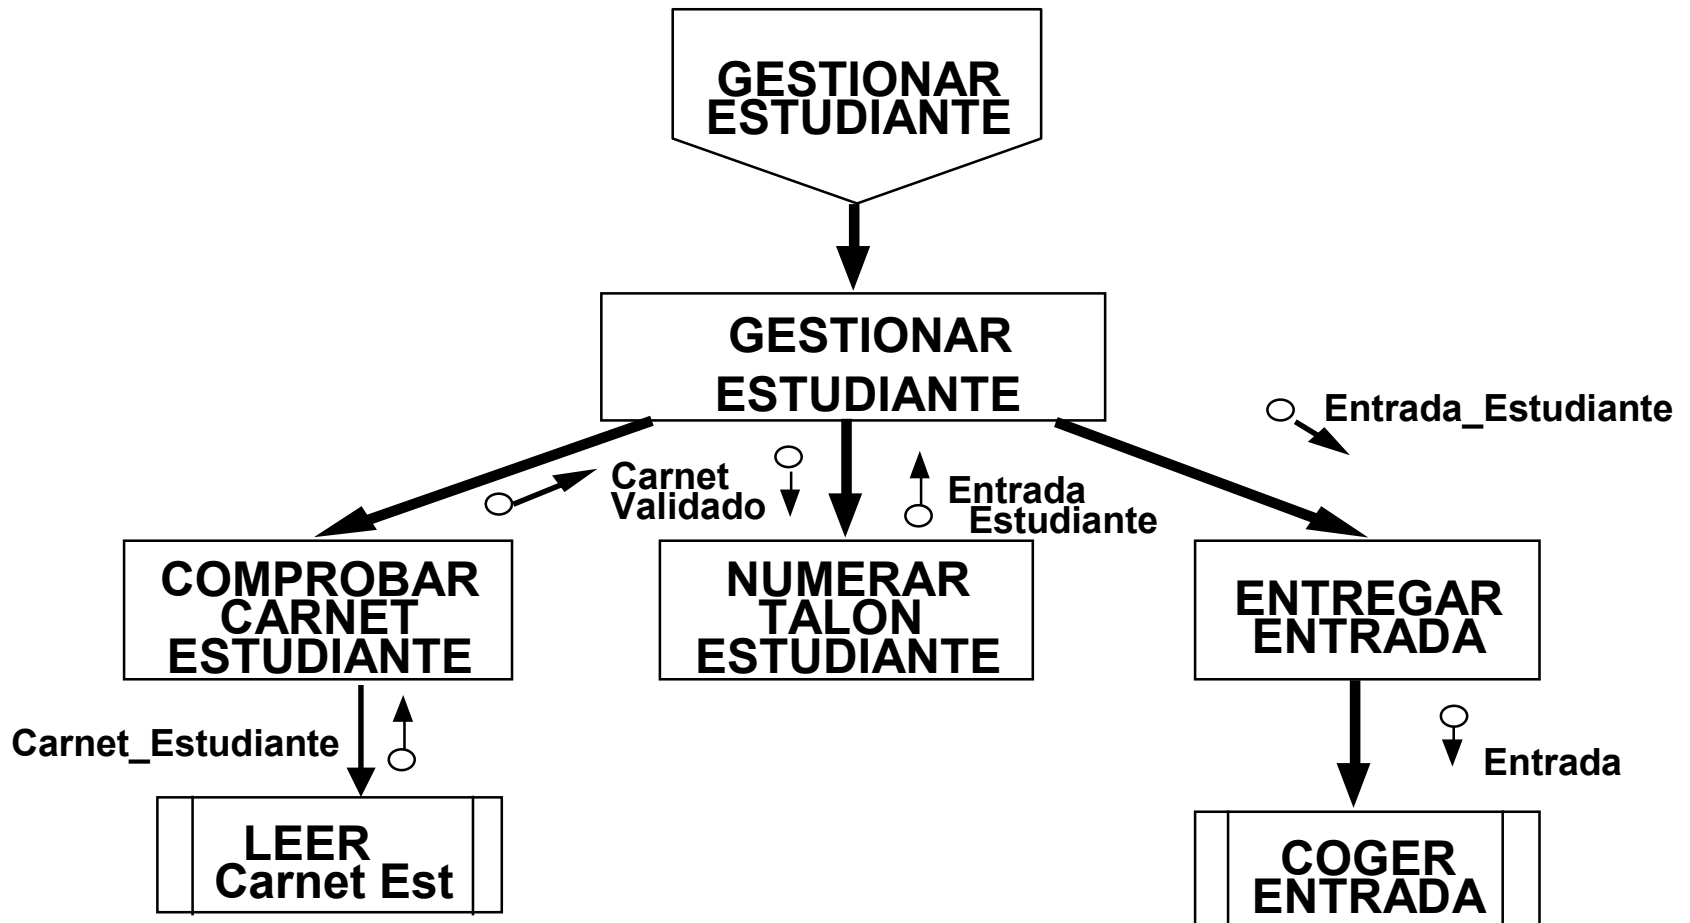 GESTIONAR
ESTUDIANTE
GESTIONAR
ESTUDIANTE
Entrada_Estudiante
Carnet
Validado
Entrada
Estudiante
COMPROBAR
CARNET
ESTUDIANTE
NUMERAR
TALON
ESTUDIANTE
ENTREGAR
ENTRADA
Carnet_Estudiante
Entrada
LEER
Carnet Est
COGER
ENTRADA